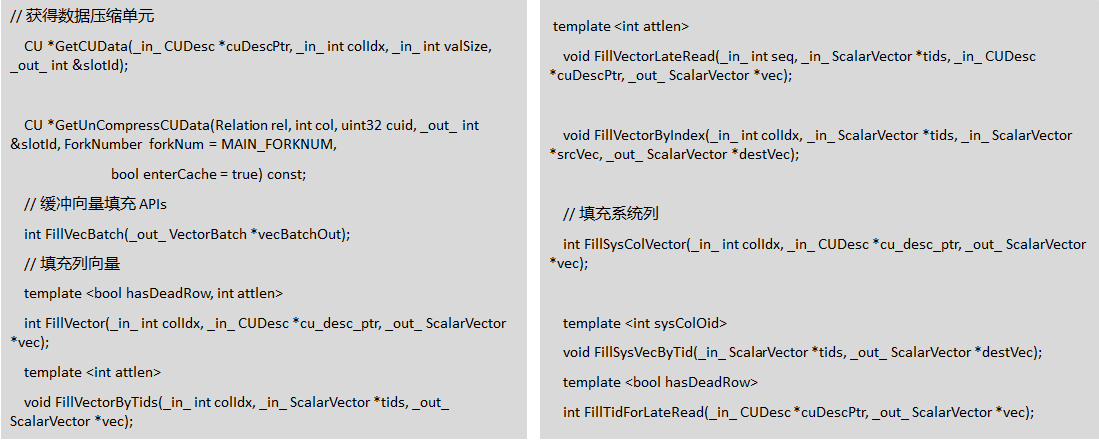 // 获得数据压缩单元
CU *GetCUData(_in_ CUDesc *cuDescPtr, _in_ int colIdx, _in_ int valSize,
_out_ int &slotId);
CU *GetUnCompressCUData(Relation rel, int col, uint32 cuid, _out_ int
&slotId, ForkNumber forkNum = MAIN_FORKNUM,
bool enterCache = true) const;
// 缓冲向量填充 APIs
int FillVecBatch(_out_ VectorBatch *vecBatchOut);
// 填充列向量
template <bool hasDeadRow, int attlen>
int FillVector(_in_ int colIdx, _in_ CUDesc *cu_desc_ptr, _out_ ScalarVector
*vec);
template <int attlen>
void FillVectorByTids(_in_ int colIdx, _in_ ScalarVector *tids, _out_
ScalarVector *vec);
template <int attlen>
void FillVectorLateRead(_in_ int seq, _in_ ScalarVector *tids, _in_ CUDesc
*cuDescPtr, _out_ ScalarVector *vec);
void FillVectorByIndex(_in_ int colIdx, _in_ ScalarVector *tids, _in_ ScalarVector
*srcVec, _out_ ScalarVector *destVec);
// 填充系统列
int FillSysColVector(_in_ int colIdx, _in_ CUDesc *cu_desc_ptr, _out_ ScalarVector
*vec);
template <int sysColOid>
void FillSysVecByTid(_in_ ScalarVector *tids, _out_ ScalarVector *destVec);
template <bool hasDeadRow>
int FillTidForLateRead(_in_ CUDesc *cuDescPtr, _out_ ScalarVector *vec);